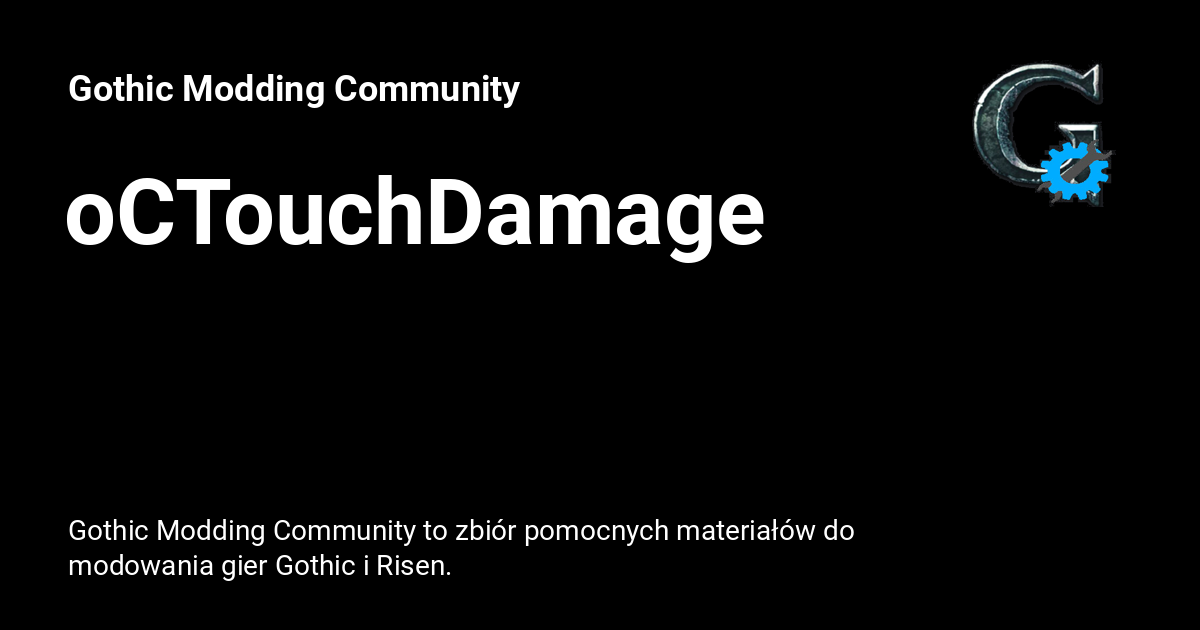 Gothic Modding Community
oCTouchDamage
Gothic Modding Community to zbiór pomocnych materiałów do
modowania gier Gothic i Risen.